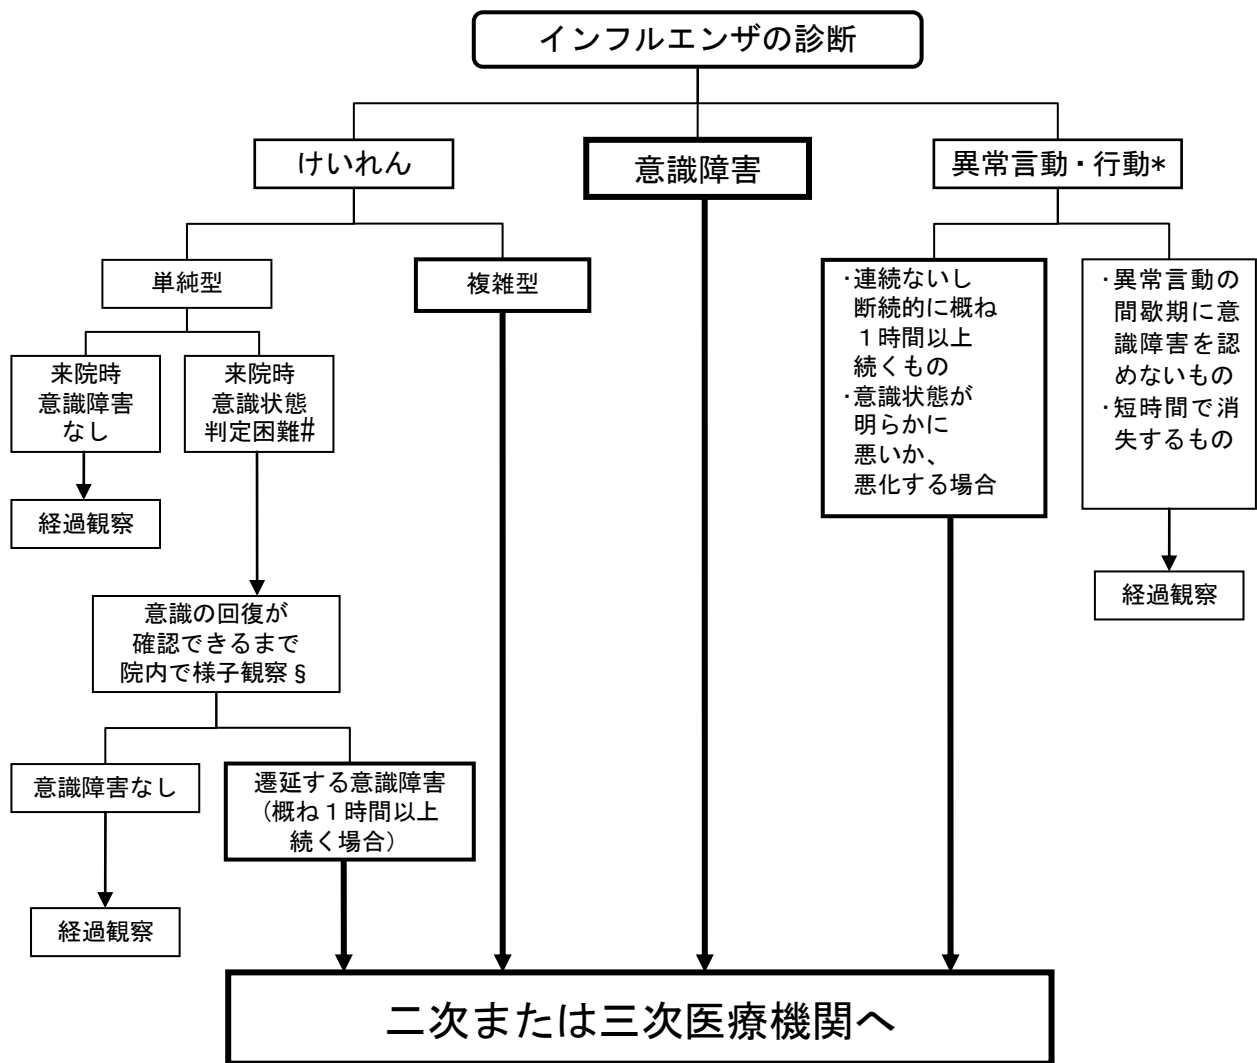 インフルエンザの診断
けいれん
意識障害
異常言動・行動*
単純型
複雑型
・連続ないし
断続的に概ね
１時間以上
続くもの
・意識状態が
明らかに
悪いか、
悪化する場合
・異常言動の
間歇期に意
識障害を認
めないもの
・短時間で消
失するもの
来院時
意識障害
なし
来院時
意識状態
判定困難#
経過観察
経過観察
意識の回復が
確認できるまで
院内で様子観察§
意識障害なし
遷延する意識障害
（概ね１時間以上
続く場合）
経過観察
二次または三次医療機関へ